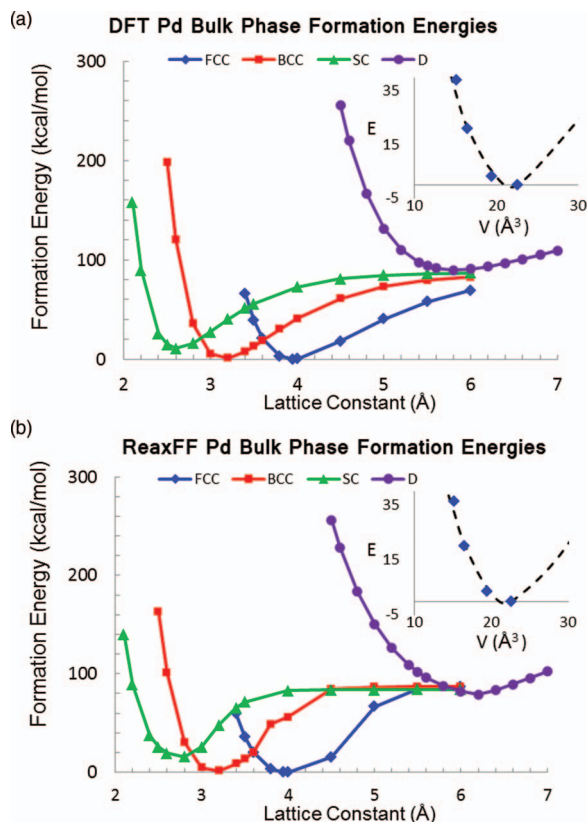 (a)
DFT Pd Bulk Phase Formation Energies
FCC BCC SC D
Formation Energy (kcal/mol)
300
200
100
0
2 3 4 5 6 7
Lattice Constant (Å)
E
35
15
-5
10 20 30
V (Å³)
(b)
ReaxFF Pd Bulk Phase Formation Energies
FCC BCC SC D
Formation Energy (kcal/mol)
300
200
100
0
2 3 4 5 6 7
Lattice Constant (Å)
E
35
15
-5
10 20 30
V (Å³)